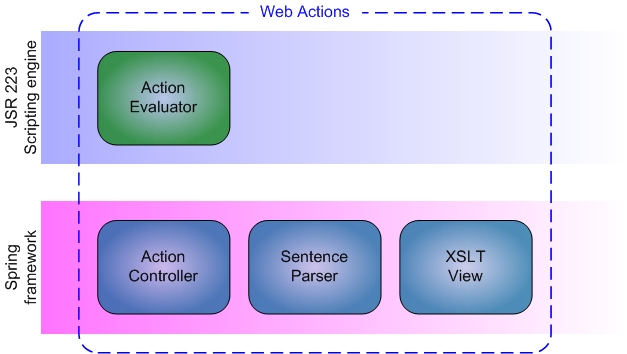 Web Actions
JSR 223
Scripting engine
Action
Evaluator
Spring
framework
Action
Controller
Sentence
Parser
XSLT
View